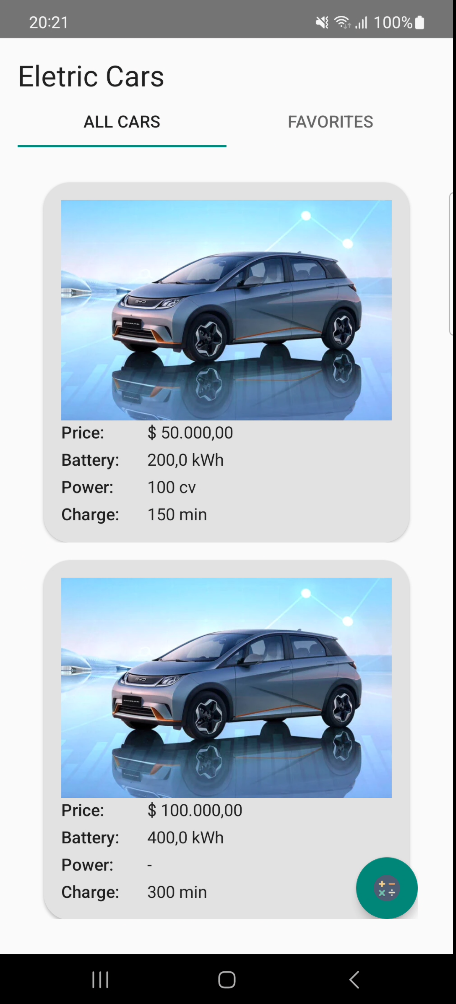 20:21 100%
Eletric Cars
ALL CARS FAVORITES
Price: $ 50.000,00
Battery: 200,0 kWh
Power: 100 cv
Charge: 150 min
Price: $ 100.000,00
Battery: 400,0 kWh
Power: -
Charge: 300 min